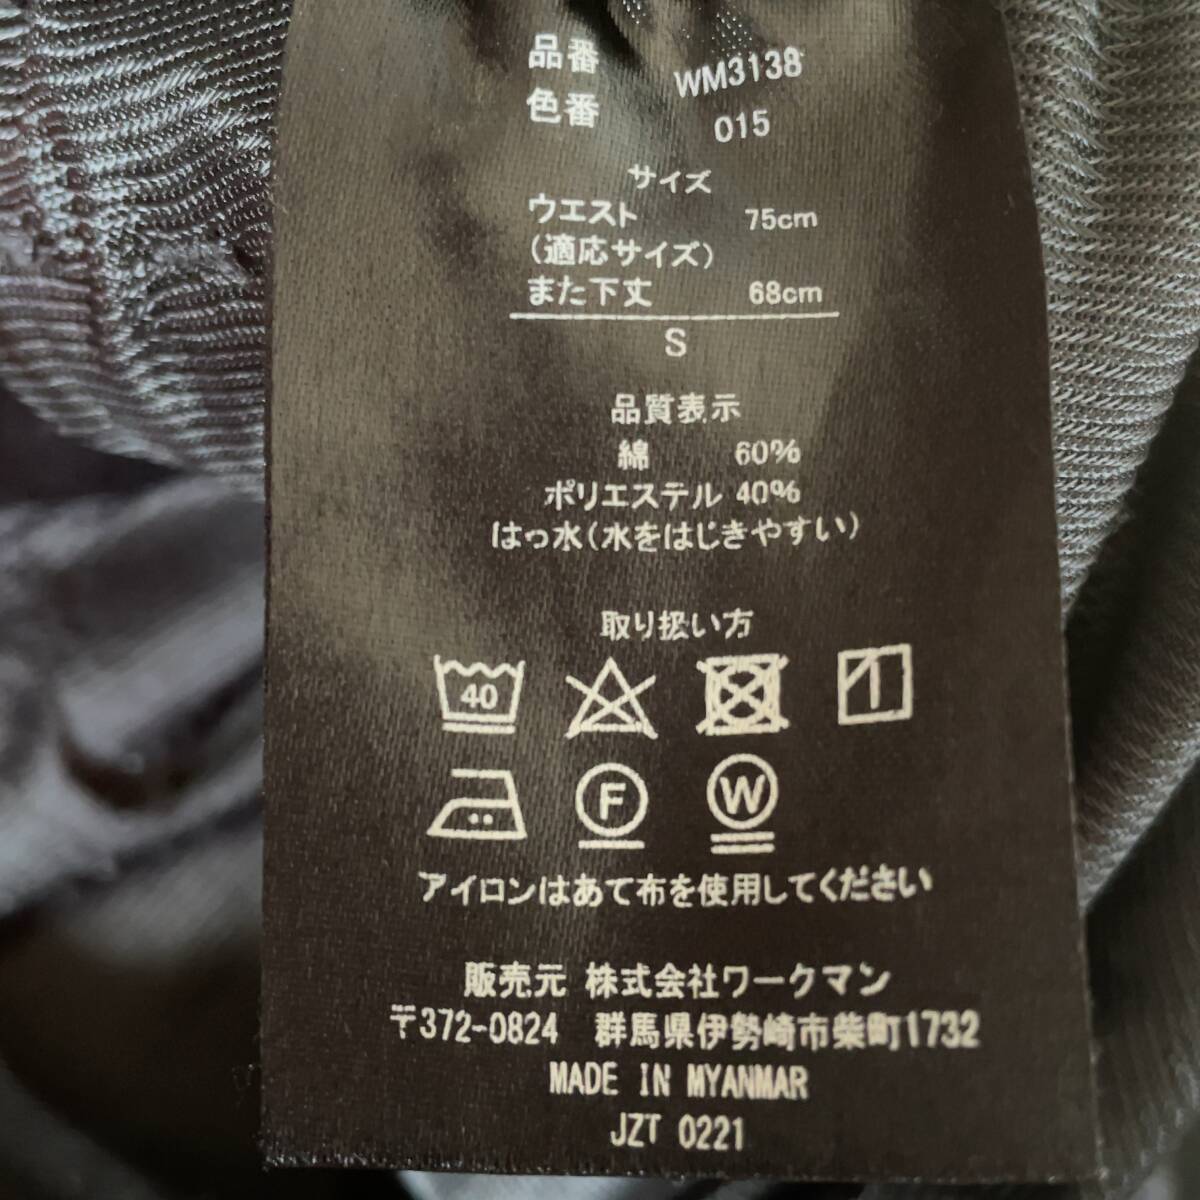 品番 WM3138
色番 015
サイズ
ウエスト 75cm
(適応サイズ)
また下丈 68cm
S
品質表示
綿 60%
ポリエステル 40%
はっ水(水をはじきやすい)
取り扱い方
40
F W
アイロンはあて布を使用してください
販売元 株式会社ワークマン
〒372-0824 群馬県伊勢崎市柴町1732
MADE IN MYANMAR
JZT 0221